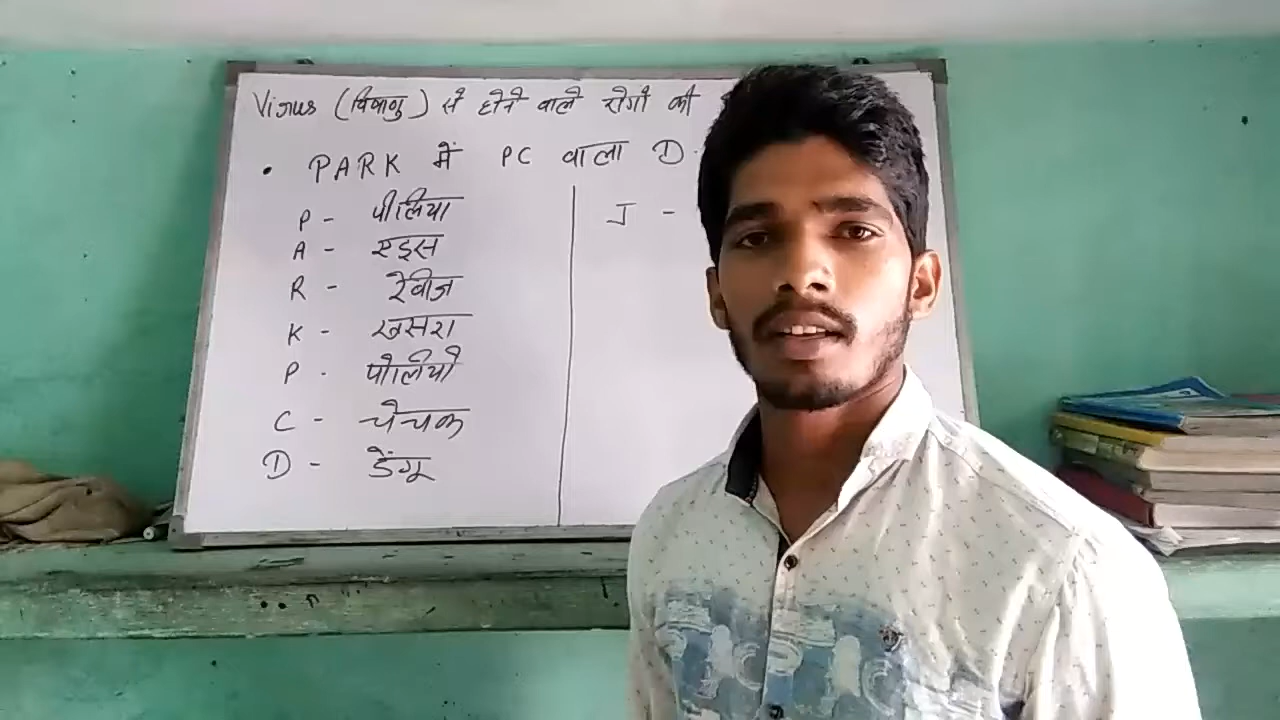 Virus (विषाणु) से होने वाले रोगों की
• PARK में PC वाला D.
P - पीलिया
A - एड्स
R - रेबीज
K - खसरा
P - पोलियो
C - चेचक
D - डेंगू
J -